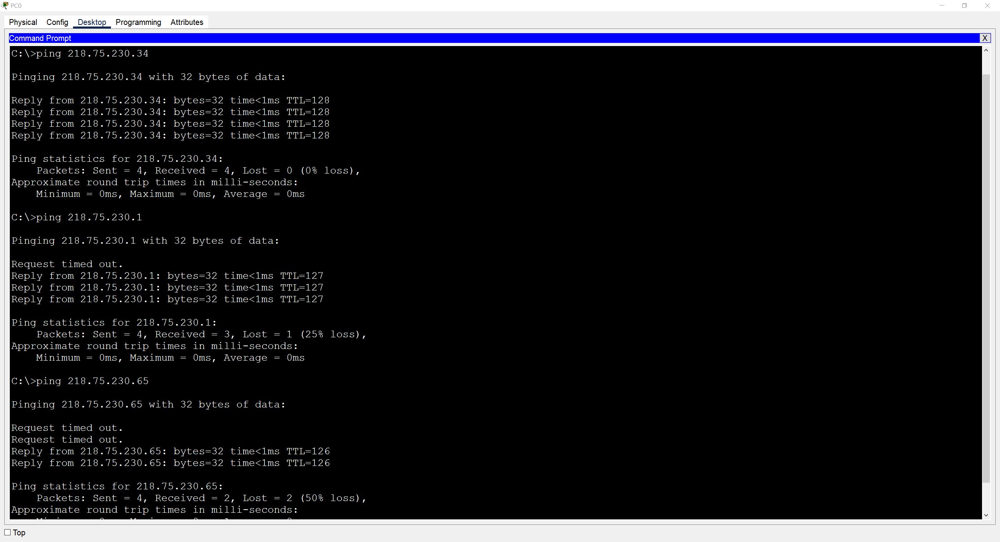 PC0
Physical Config Desktop Programming Attributes
Command Prompt
X
C:\>ping 218.75.230.34
Pinging 218.75.230.34 with 32 bytes of data:
Reply from 218.75.230.34: bytes=32 time<1ms TTL=128
Reply from 218.75.230.34: bytes=32 time<1ms TTL=128
Reply from 218.75.230.34: bytes=32 time<1ms TTL=128
Reply from 218.75.230.34: bytes=32 time<1ms TTL=128
Ping statistics for 218.75.230.34:
Packets: Sent = 4, Received = 4, Lost = 0 (0% loss),
Approximate round trip times in milli-seconds:
Minimum = 0ms, Maximum = 0ms, Average = 0ms
C:\>ping 218.75.230.1
Pinging 218.75.230.1 with 32 bytes of data:
Request timed out.
Reply from 218.75.230.1: bytes=32 time<1ms TTL=127
Reply from 218.75.230.1: bytes=32 time<1ms TTL=127
Reply from 218.75.230.1: bytes=32 time<1ms TTL=127
Ping statistics for 218.75.230.1:
Packets: Sent = 4, Received = 3, Lost = 1 (25% loss),
Approximate round trip times in milli-seconds:
Minimum = 0ms, Maximum = 0ms, Average = 0ms
C:\>ping 218.75.230.65
Pinging 218.75.230.65 with 32 bytes of data:
Request timed out.
Request timed out.
Reply from 218.75.230.65: bytes=32 time<1ms TTL=126
Reply from 218.75.230.65: bytes=32 time<1ms TTL=126
Ping statistics for 218.75.230.65:
Packets: Sent = 4, Received = 2, Lost = 2 (50% loss),
Approximate round trip times in milli-seconds:
Top